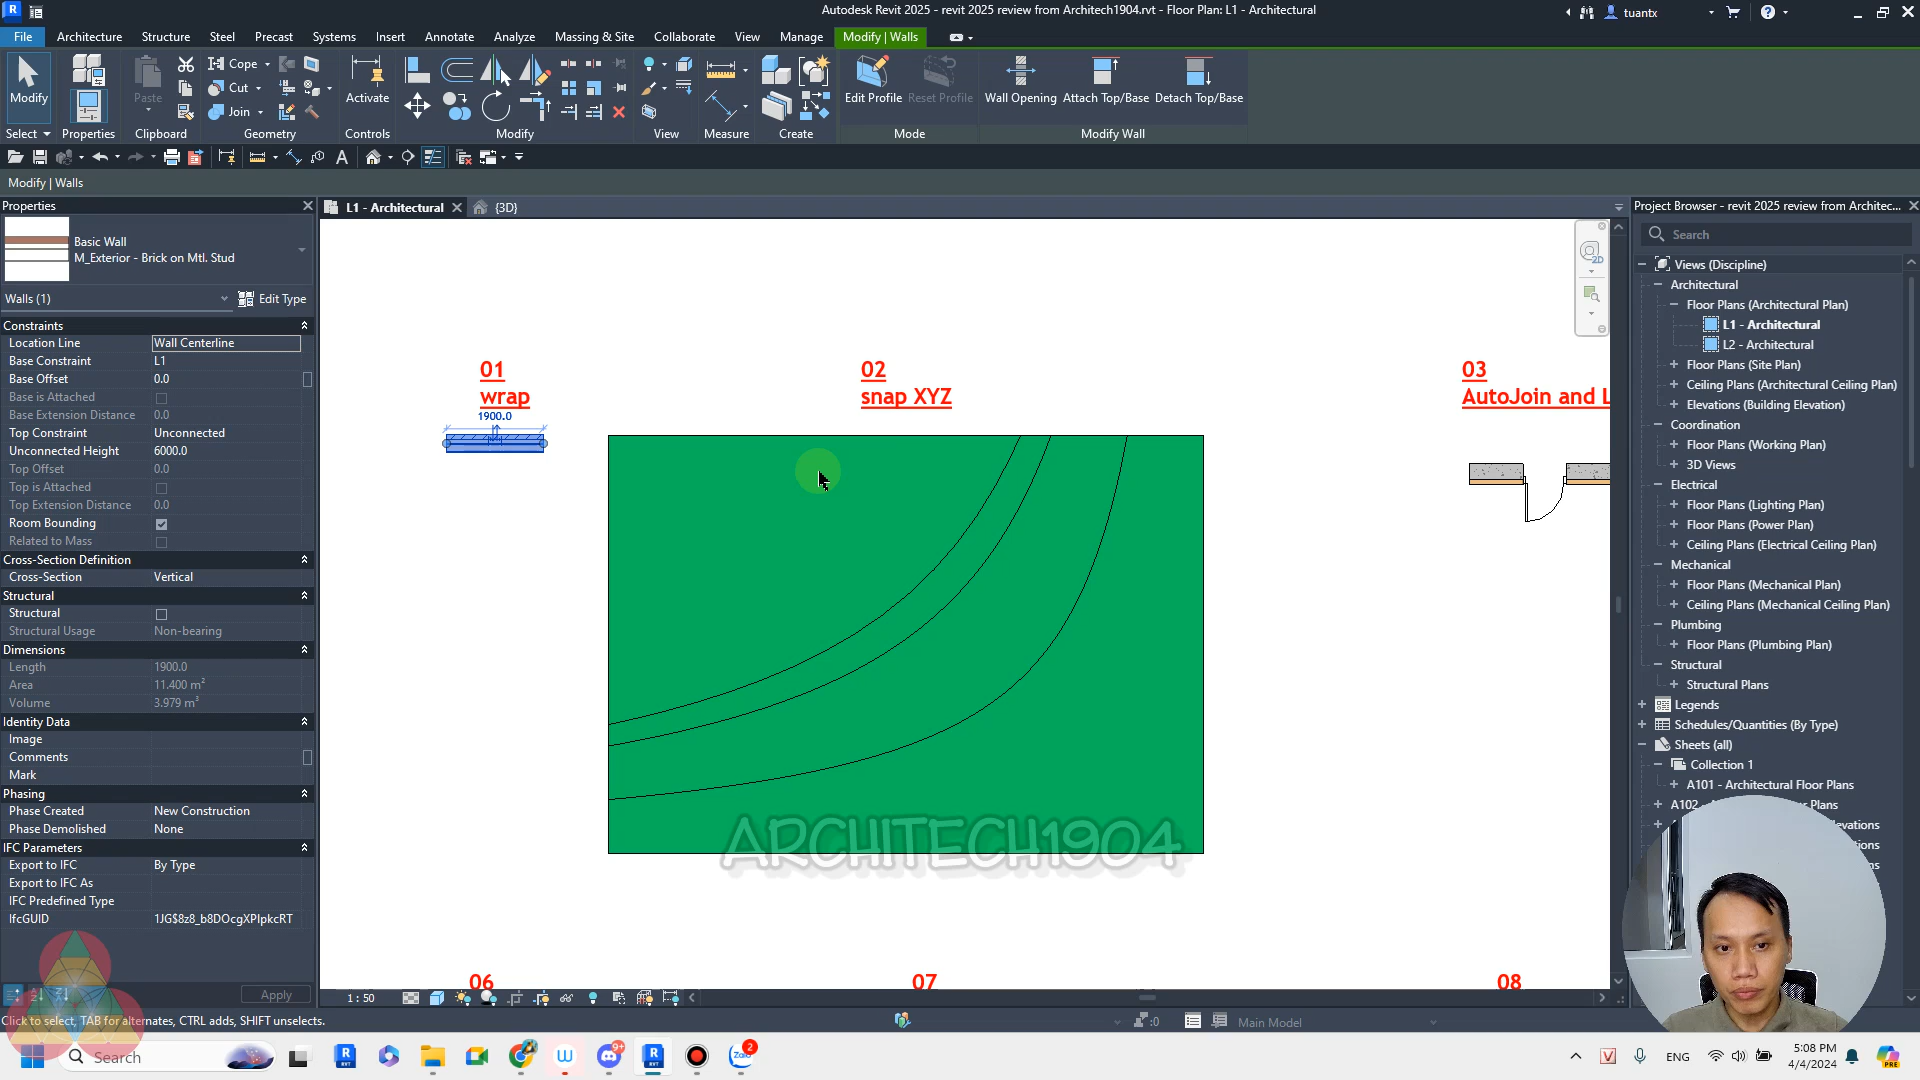 Autodesk Revit 2025 - revit 2025 review from Architech1904.rvt - Floor Plan: L1 - Architectural
tuantx
File Architecture Structure Steel Precast Systems Insert Annotate Analyze Massing & Site Collaborate View Manage Modify | Walls
Modify Paste Cope Cut Join Activate Edit Profile Reset Profile Wall Opening Attach Top/Base Detach Top/Base
Select Properties Clipboard Geometry Controls Modify View Measure Create Mode Modify Wall
Modify | Walls
Properties
Basic Wall
M_Exterior - Brick on Mtl. Stud
Walls (1) Edit Type
Constraints
Location Line Wall Centerline
Base Constraint L1
Base Offset 0.0
Base is Attached
Base Extension Distance 0.0
Top Constraint Unconnected
Unconnected Height 6000.0
Top Offset 0.0
Top is Attached
Top Extension Distance 0.0
Room Bounding
Related to Mass
Cross-Section Definition
Cross-Section Vertical
Structural
Structural
Structural Usage Non-bearing
Dimensions
Length 1900.0
Area 11.400 m²
Volume 3.979 m³
Identity Data
Image
Comments
Mark
Phasing
Phase Created New Construction
Phase Demolished None
IFC Parameters
Export to IFC By Type
Export to IFC As
IFC Predefined Type
IfcGUID 1JG$8z8_b8DOcgXPlpkcRT
Apply
L1 - Architectural {3D}
01
wrap
1900.0
02
snap XYZ
03
AutoJoin and L
ARCHITECH1904
06
07
08
1 : 50
Project Browser - revit 2025 review from Architec...
Search
Views (Discipline)
Architectural
Floor Plans (Architectural Plan)
L1 - Architectural
L2 - Architectural
Floor Plans (Site Plan)
Ceiling Plans (Architectural Ceiling Plan)
Elevations (Building Elevation)
Coordination
Floor Plans (Working Plan)
3D Views
Electrical
Floor Plans (Lighting Plan)
Floor Plans (Power Plan)
Ceiling Plans (Electrical Ceiling Plan)
Mechanical
Floor Plans (Mechanical Plan)
Ceiling Plans (Mechanical Ceiling Plan)
Plumbing
Floor Plans (Plumbing Plan)
Structural
Structural Plans
Legends
Schedules/Quantities (By Type)
Sheets (all)
Collection 1
A101 - Architectural Floor Plans
A102 Plans
Click to select, TAB for alternates, CTRL adds, SHIFT unselects.
:0 Main Model
Search
9+
2
ENG
5:08 PM
4/4/2024
PRE